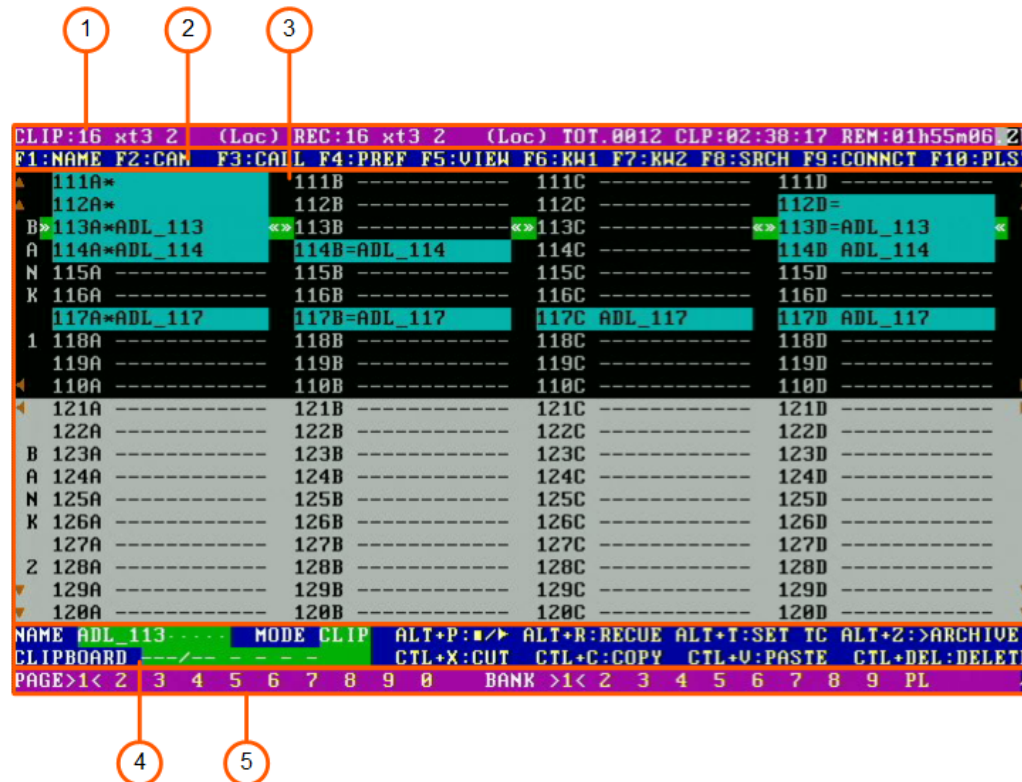 1 2 3
CLIP:16 xt3 2 (Loc) REC:16 xt3 2 (Loc) TOT.0012 CLP:02:38:17 REM:01h55m06 2
F1:NAME F2:CAM F3:CALL F4:PREF F5:VIEW F6:KW1 F7:KW2 F8:SRCH F9:CONNCT F10:PLS
111A* 111B ------------ 111C ------------ 111D ------------
112A* 112B ------------ 112C ------------ 112D=
B»113A*ADL_113 «»113B ------------ «»113C ------------ «»113D=ADL_113 «
A 114A*ADL_114 114B=ADL_114 114C ------------ 114D ADL_114
N 115A ------------ 115B ------------ 115C ------------ 115D ------------
K 116A ------------ 116B ------------ 116C ------------ 116D ------------
117A*ADL_117 117B=ADL_117 117C ADL_117 117D ADL_117
1 118A ------------ 118B ------------ 118C ------------ 118D ------------
119A ------------ 119B ------------ 119C ------------ 119D ------------
110A ------------ 110B ------------ 110C ------------ 110D ------------
121A ------------ 121B ------------ 121C ------------ 121D ------------
122A ------------ 122B ------------ 122C ------------ 122D ------------
B 123A ------------ 123B ------------ 123C ------------ 123D ------------
A 124A ------------ 124B ------------ 124C ------------ 124D ------------
N 125A ------------ 125B ------------ 125C ------------ 125D ------------
K 126A ------------ 126B ------------ 126C ------------ 126D ------------
127A ------------ 127B ------------ 127C ------------ 127D ------------
2 128A ------------ 128B ------------ 128C ------------ 128D ------------
129A ------------ 129B ------------ 129C ------------ 129D ------------
120A ------------ 120B ------------ 120C ------------ 120D ------------
NAME ADL_113..... MODE CLIP ALT+P:∎/▶ ALT+R:RECUE ALT+T:SET TC ALT+2:>ARCHIVE
CLIPBOARD ---/-- - - - - CTL+X:CUT CTL+C:COPY CTL+V:PASTE CTL+DEL:DELETE
PAGE>1< 2 3 4 5 6 7 8 9 0 BANK >1< 2 3 4 5 6 7 8 9 PL
4 5